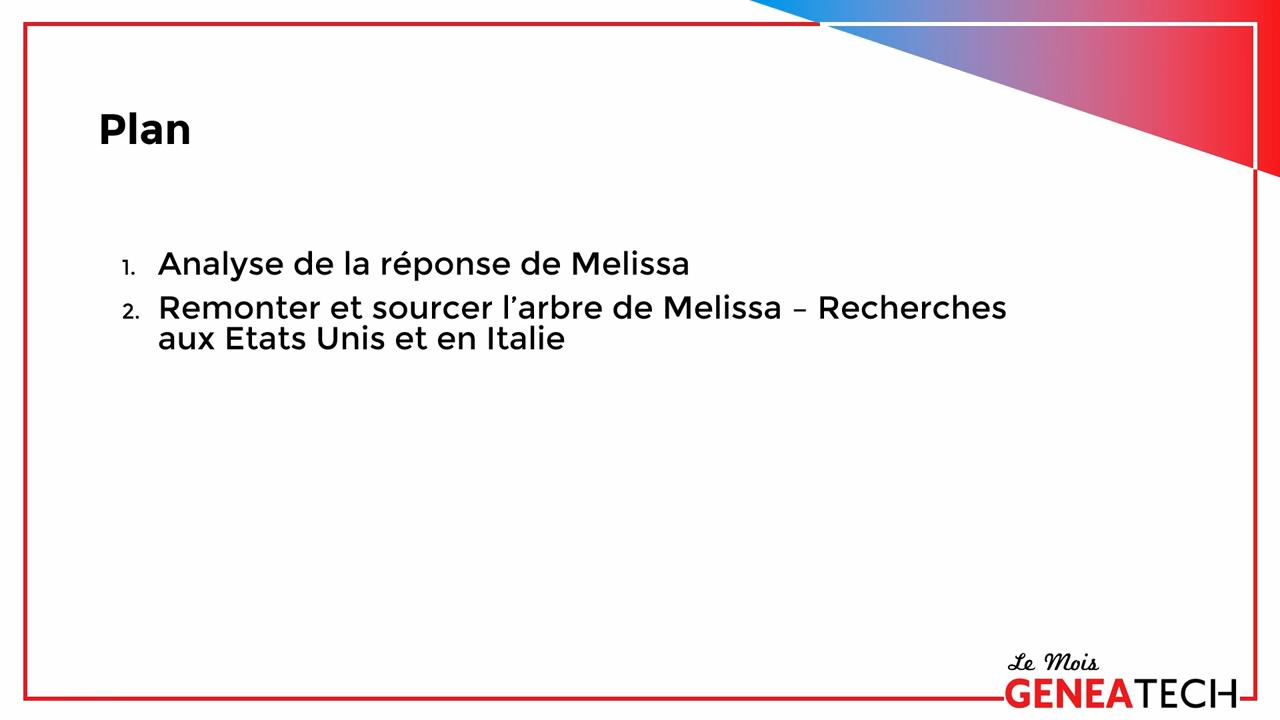 Plan
1. Analyse de la réponse de Melissa
2. Remonter et sourcer l’arbre de Melissa – Recherches
aux Etats Unis et en Italie
Le Mois
GENEATECH